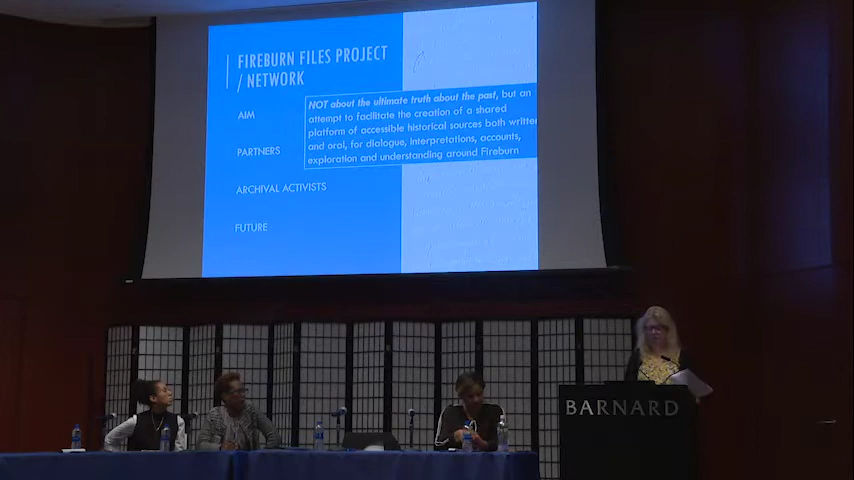 FIREBURN FILES PROJECT
/ NETWORK
AIM
NOT about the ultimate truth about the past, but an
attempt to facilitate the creation of a shared
platform of accessible historical sources both written
and oral, for dialogue, interpretations, accounts,
exploration and understanding around Fireburn
PARTNERS
ARCHIVAL ACTIVISTS
FUTURE
BARNARD